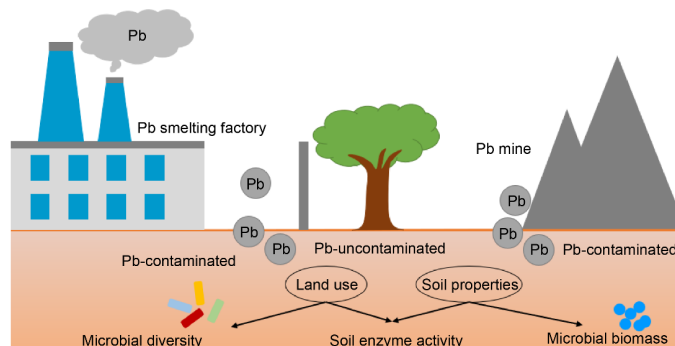 Pb
Pb smelting factory
Pb mine
Pb
Pb
Pb
Pb
Pb
Pb
Pb-uncontaminated
Pb-contaminated
Pb-contaminated
Land use
Soil properties
Microbial diversity
Soil enzyme activity
Microbial biomass